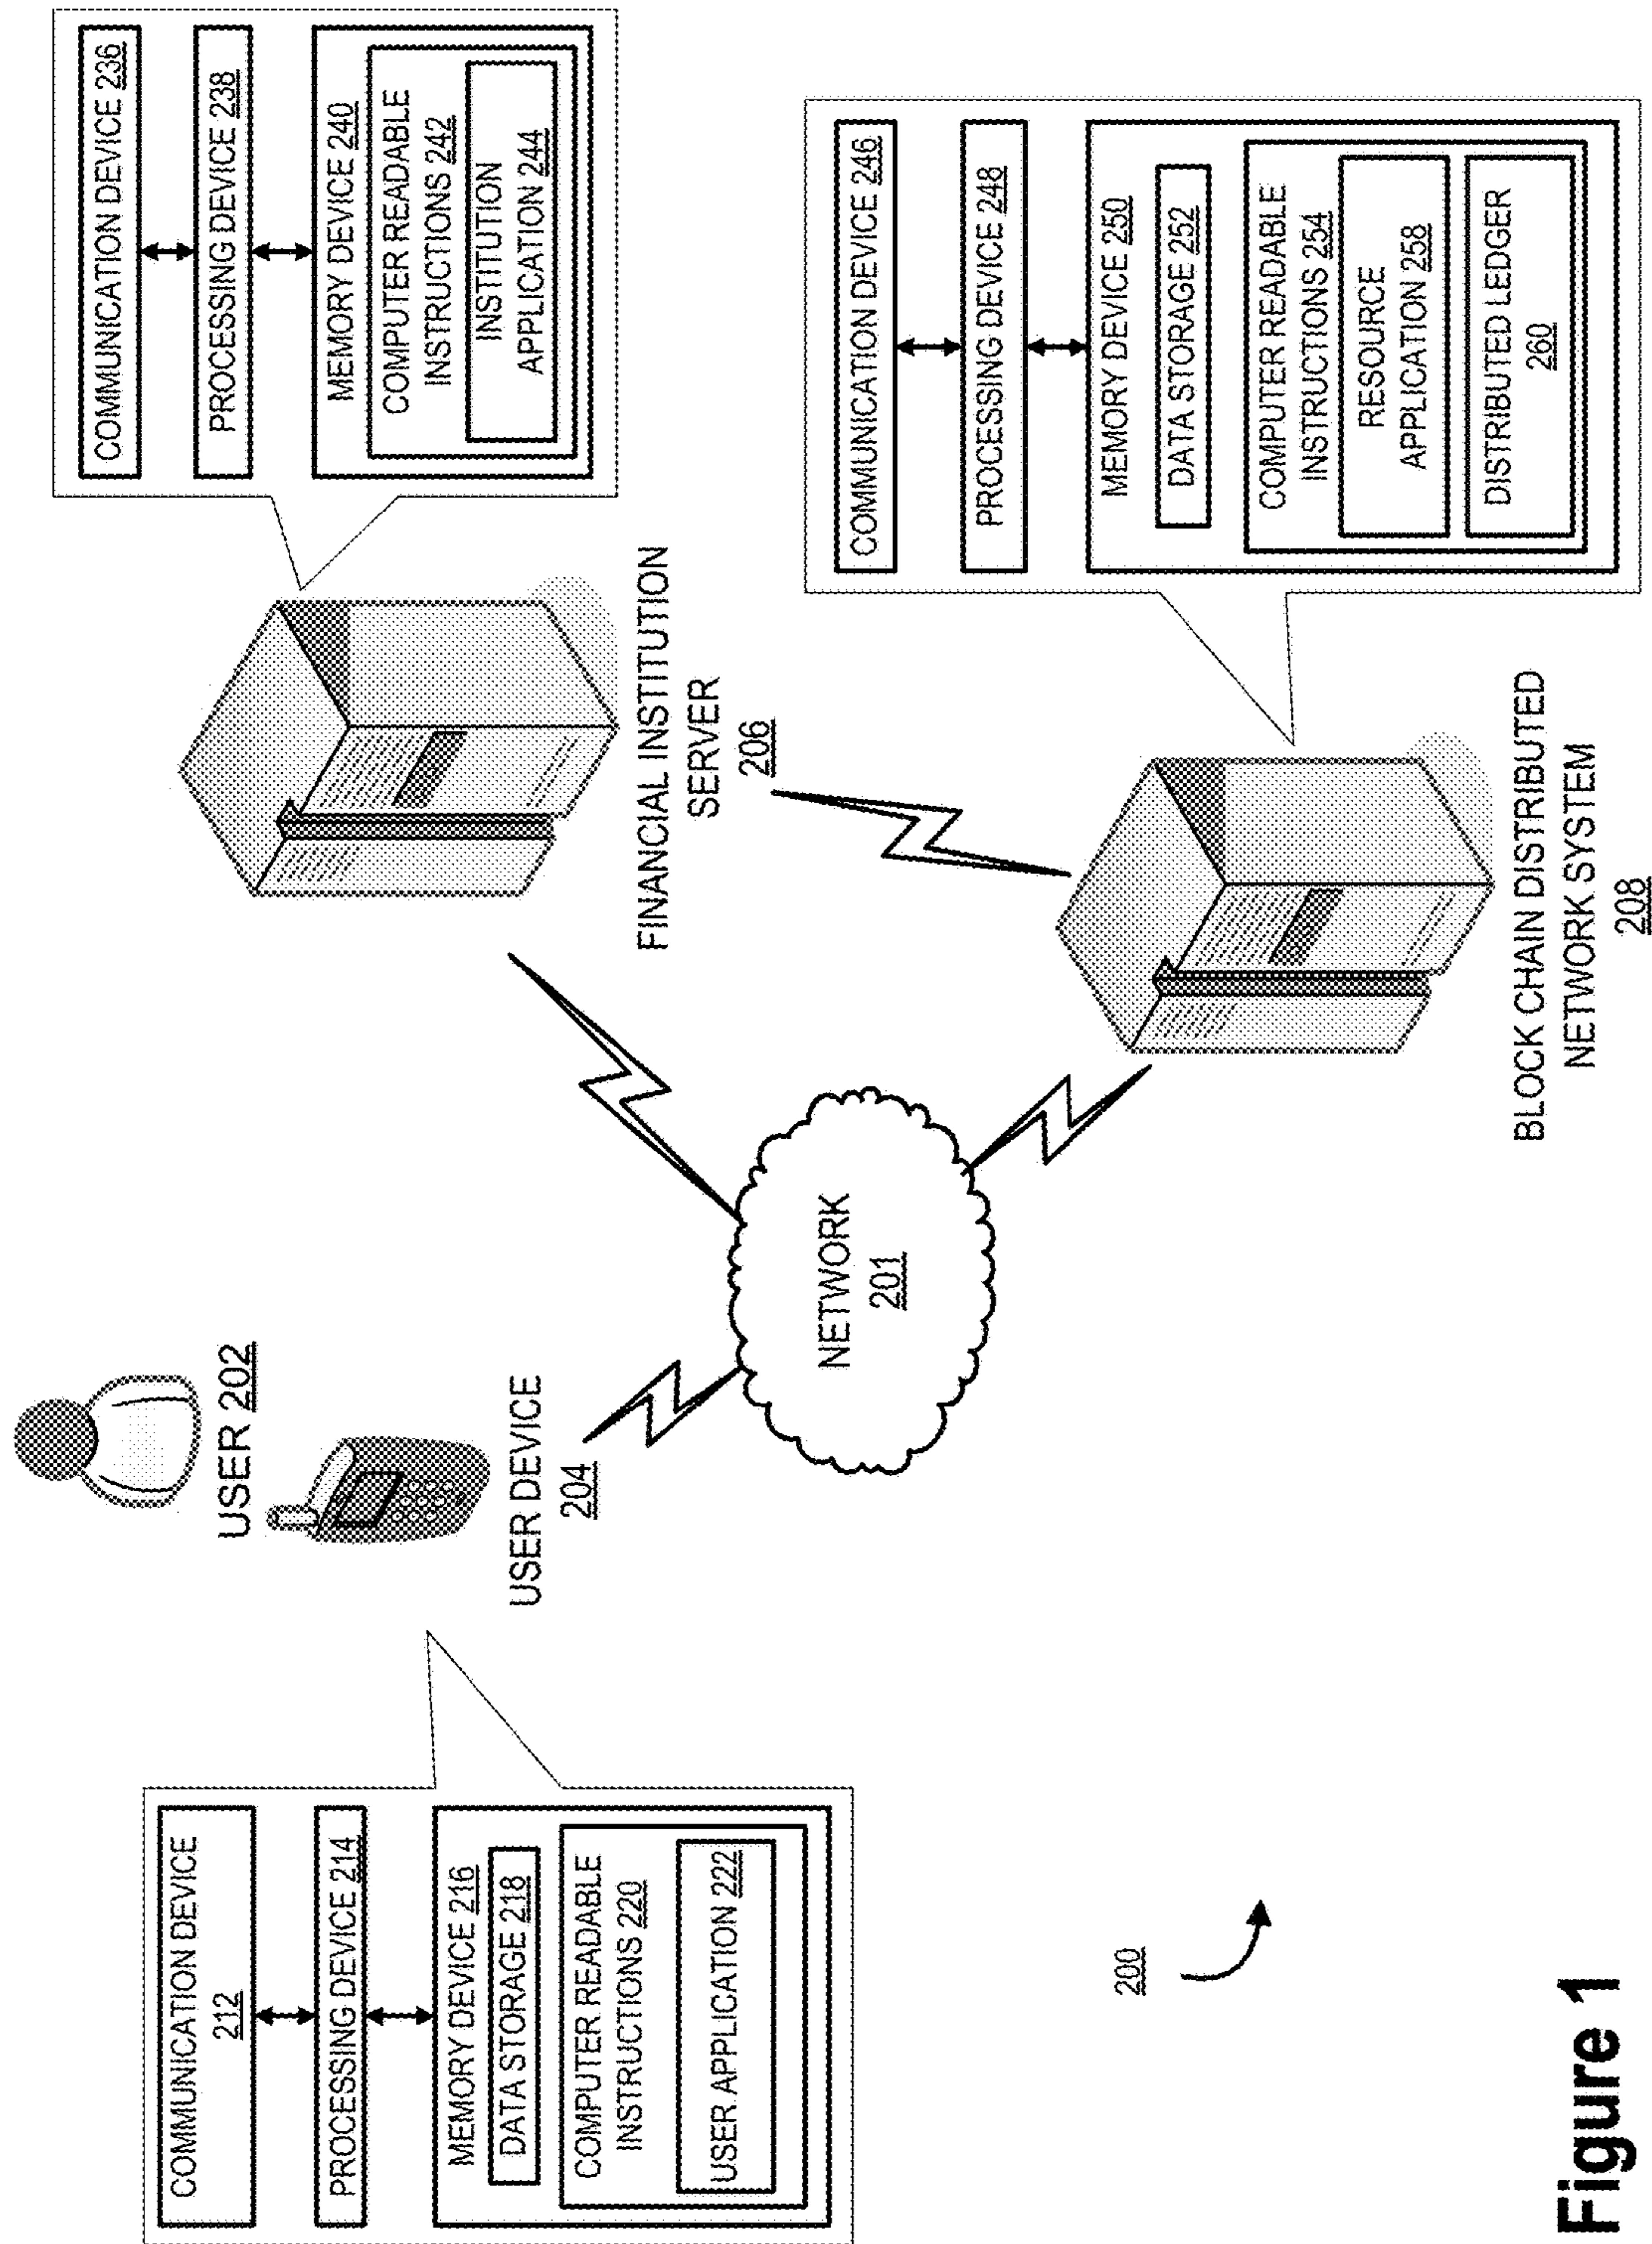 COMMUNICATION DEVICE
212
PROCESSING DEVICE 214
MEMORY DEVICE 216
DATA STORAGE 218
COMPUTER READABLE
INSTRUCTIONS 220
USER APPLICATION 222
USER 202
USER DEVICE
204
NETWORK
201
FINANCIAL INSTITUTION
SERVER
206
COMMUNICATION DEVICE 236
PROCESSING DEVICE 238
MEMORY DEVICE 240
COMPUTER READABLE
INSTRUCTIONS 242
INSTITUTION
APPLICATION 244
BLOCK CHAIN DISTRIBUTED
NETWORK SYSTEM
208
COMMUNICATION DEVICE 246
PROCESSING DEVICE 248
MEMORY DEVICE 250
DATA STORAGE 252
COMPUTER READABLE
INSTRUCTIONS 254
RESOURCE
APPLICATION 258
DISTRIBUTED LEDGER
260
200
Figure 1